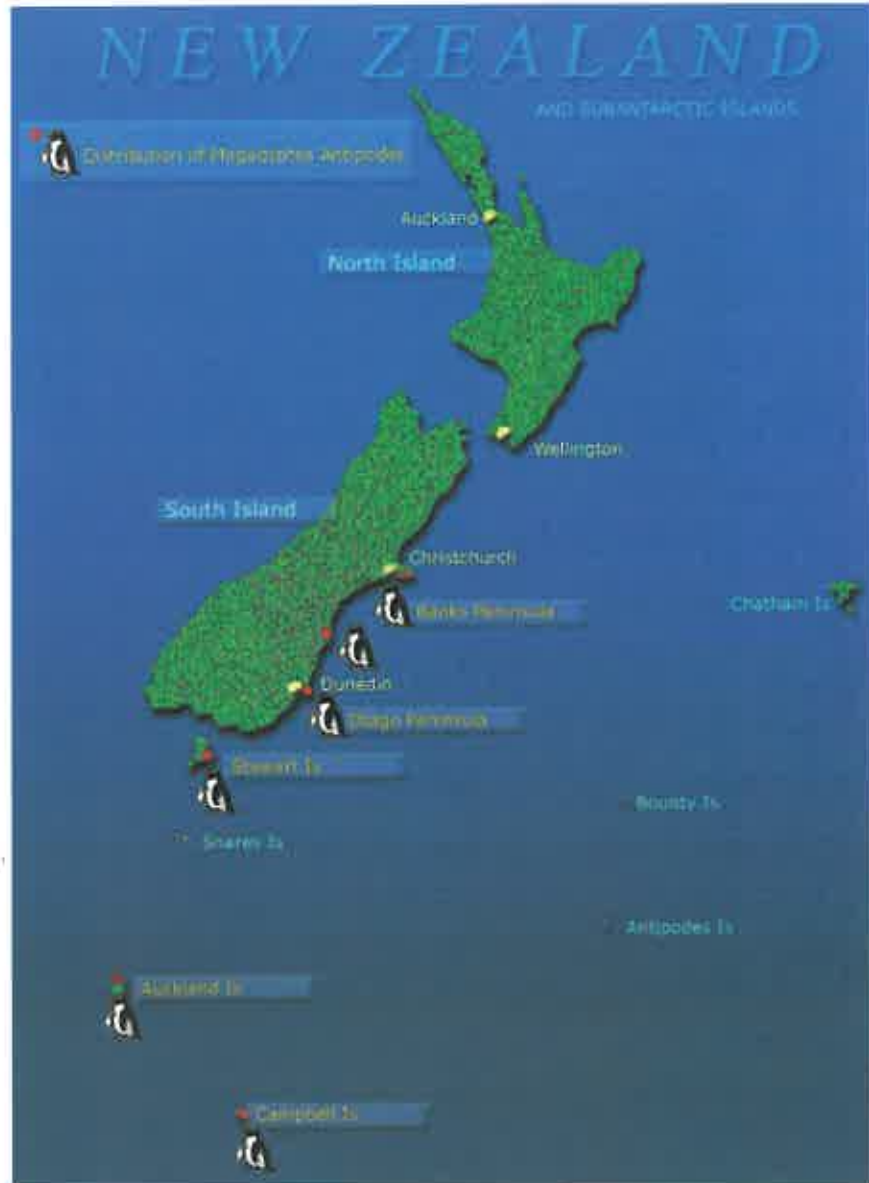 NEW ZEALAND
AND SUBANTARCTIC ISLANDS
Distribution of Megadyptes Antipodes
Auckland
North Island
Wellington
South Island
Christchurch
Banks Peninsula
Chatham Is
Dunedin
Otago Peninsula
Stewart Is
Bounty Is
Snares Is
Antipodes Is
Auckland Is
Campbell Is